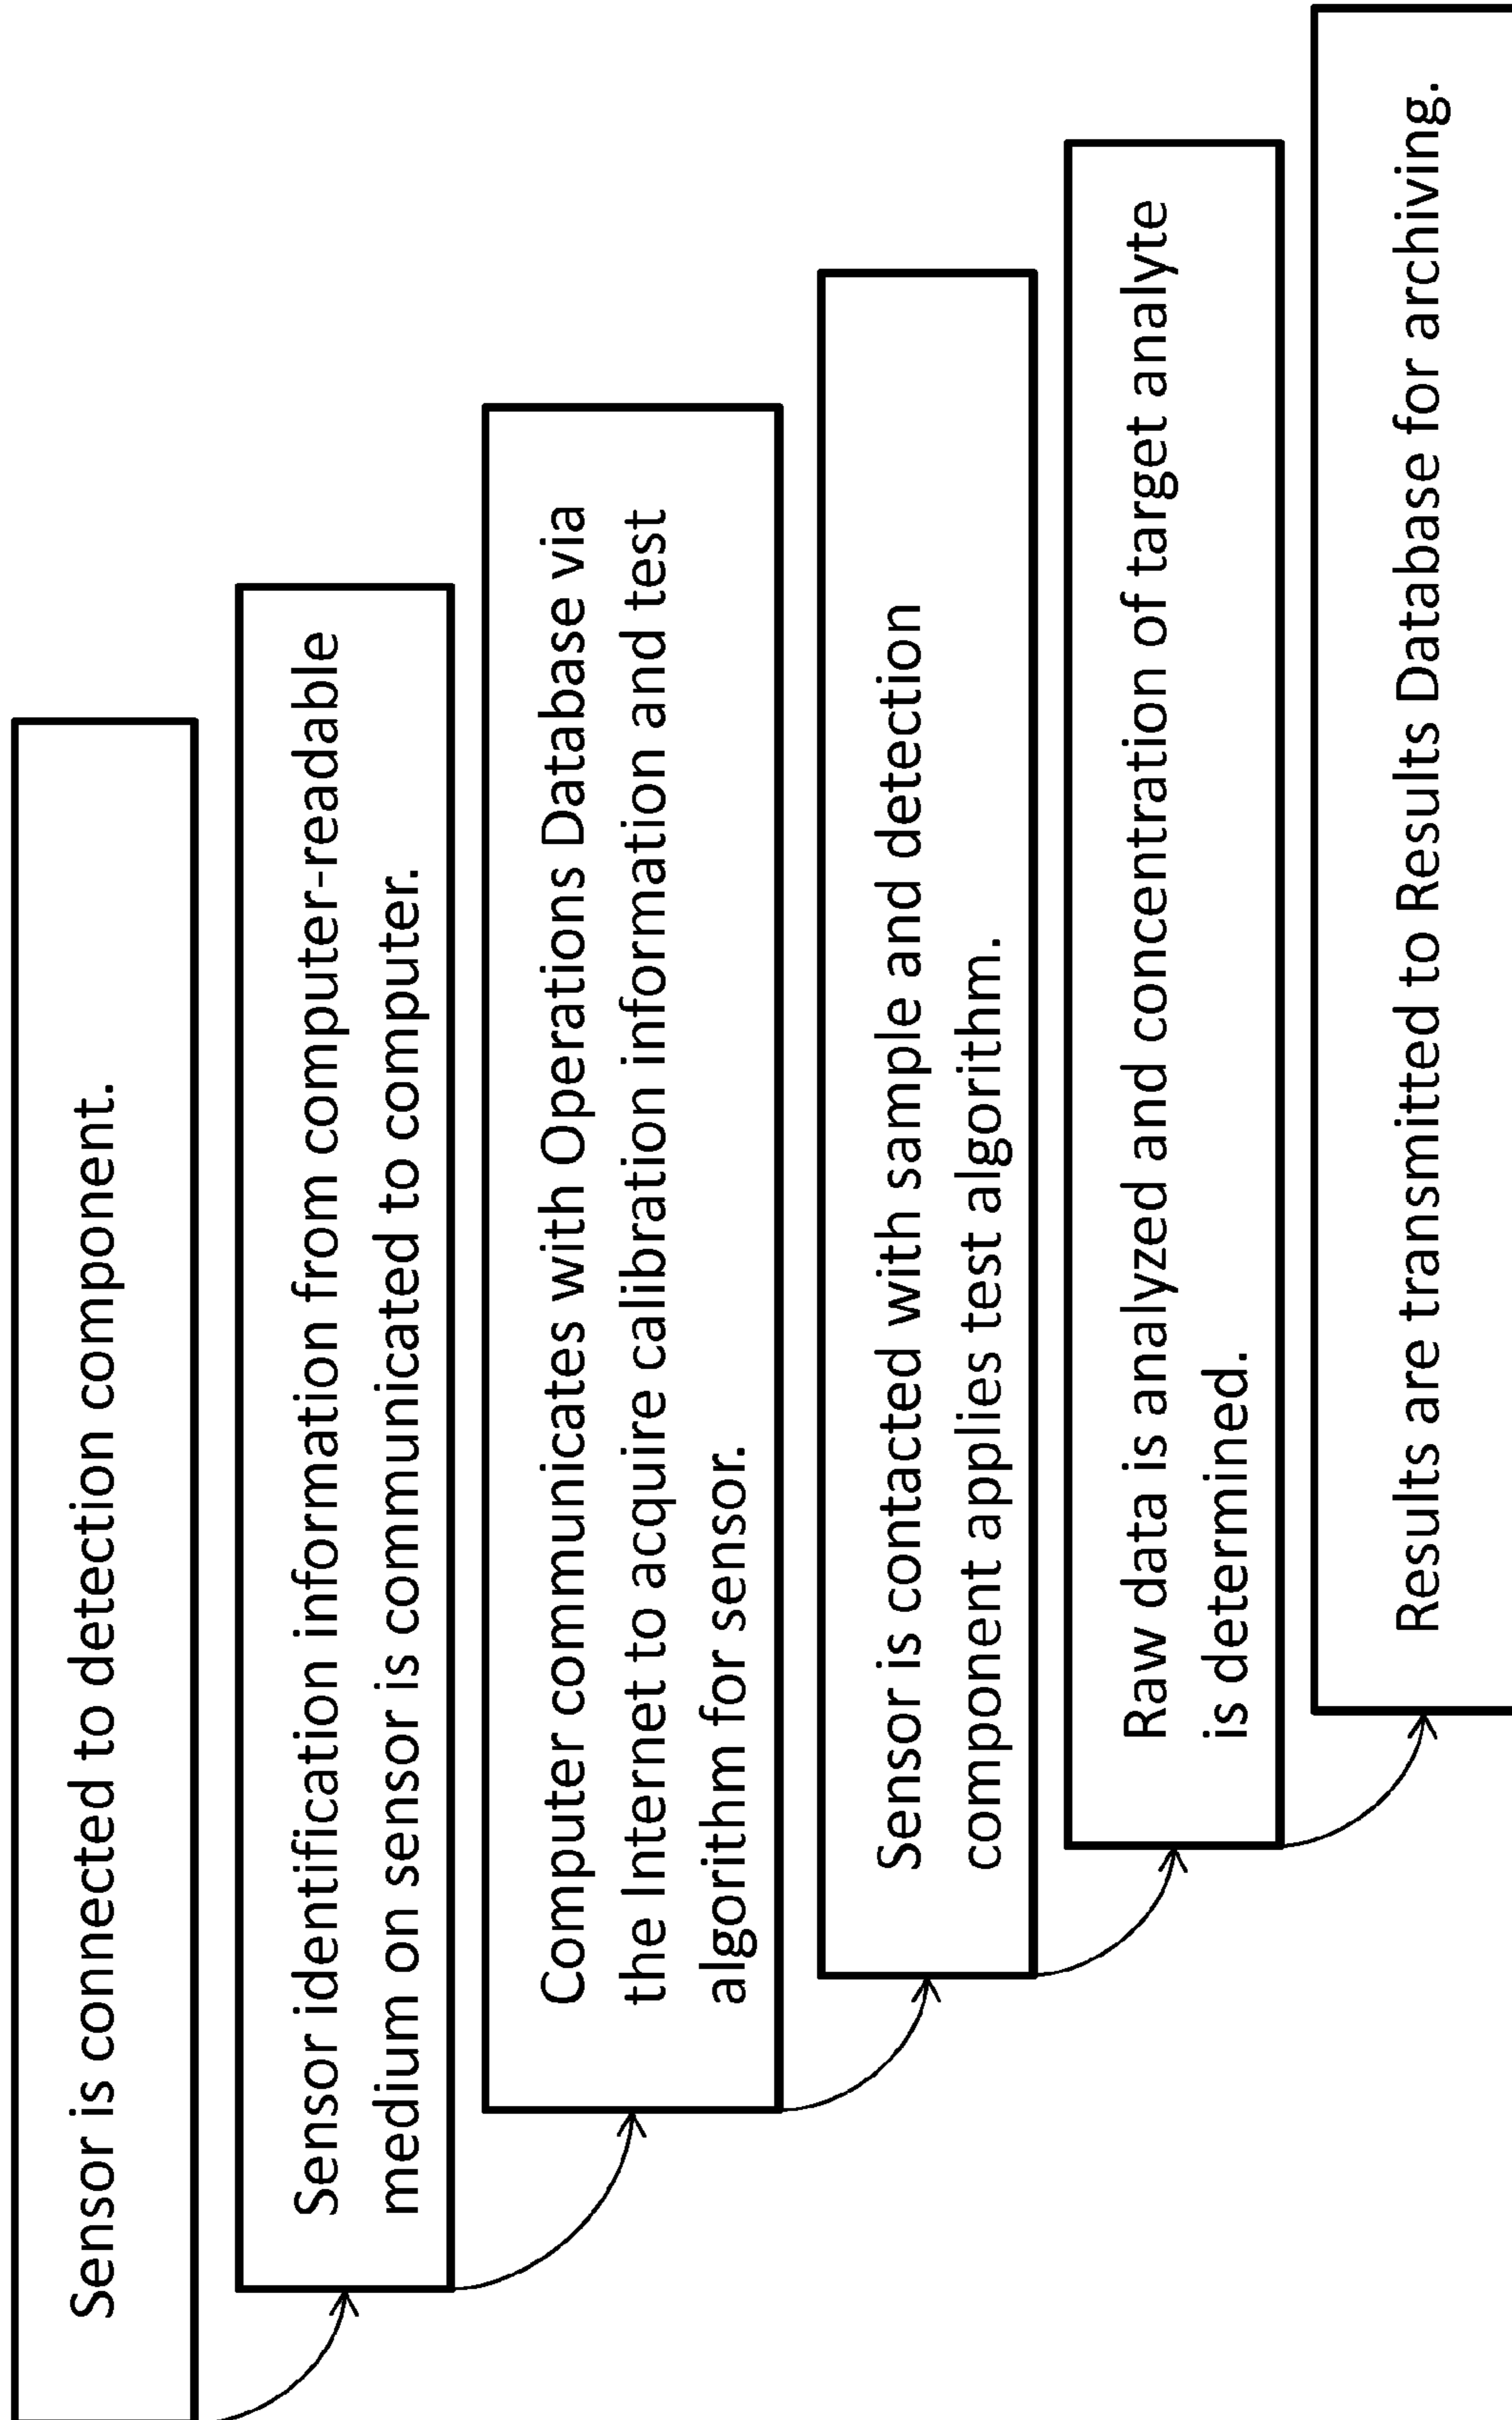 Sensor is connected to detection component.
Sensor identification information from computer-readable
medium on sensor is communicated to computer.
Computer communicates with Operations Database via
the Internet to acquire calibration information and test
algorithm for sensor.
Sensor is contacted with sample and detection
component applies test algorithm.
Raw data is analyzed and concentration of target analyte
is determined.
Results are transmitted to Results Database for archiving.